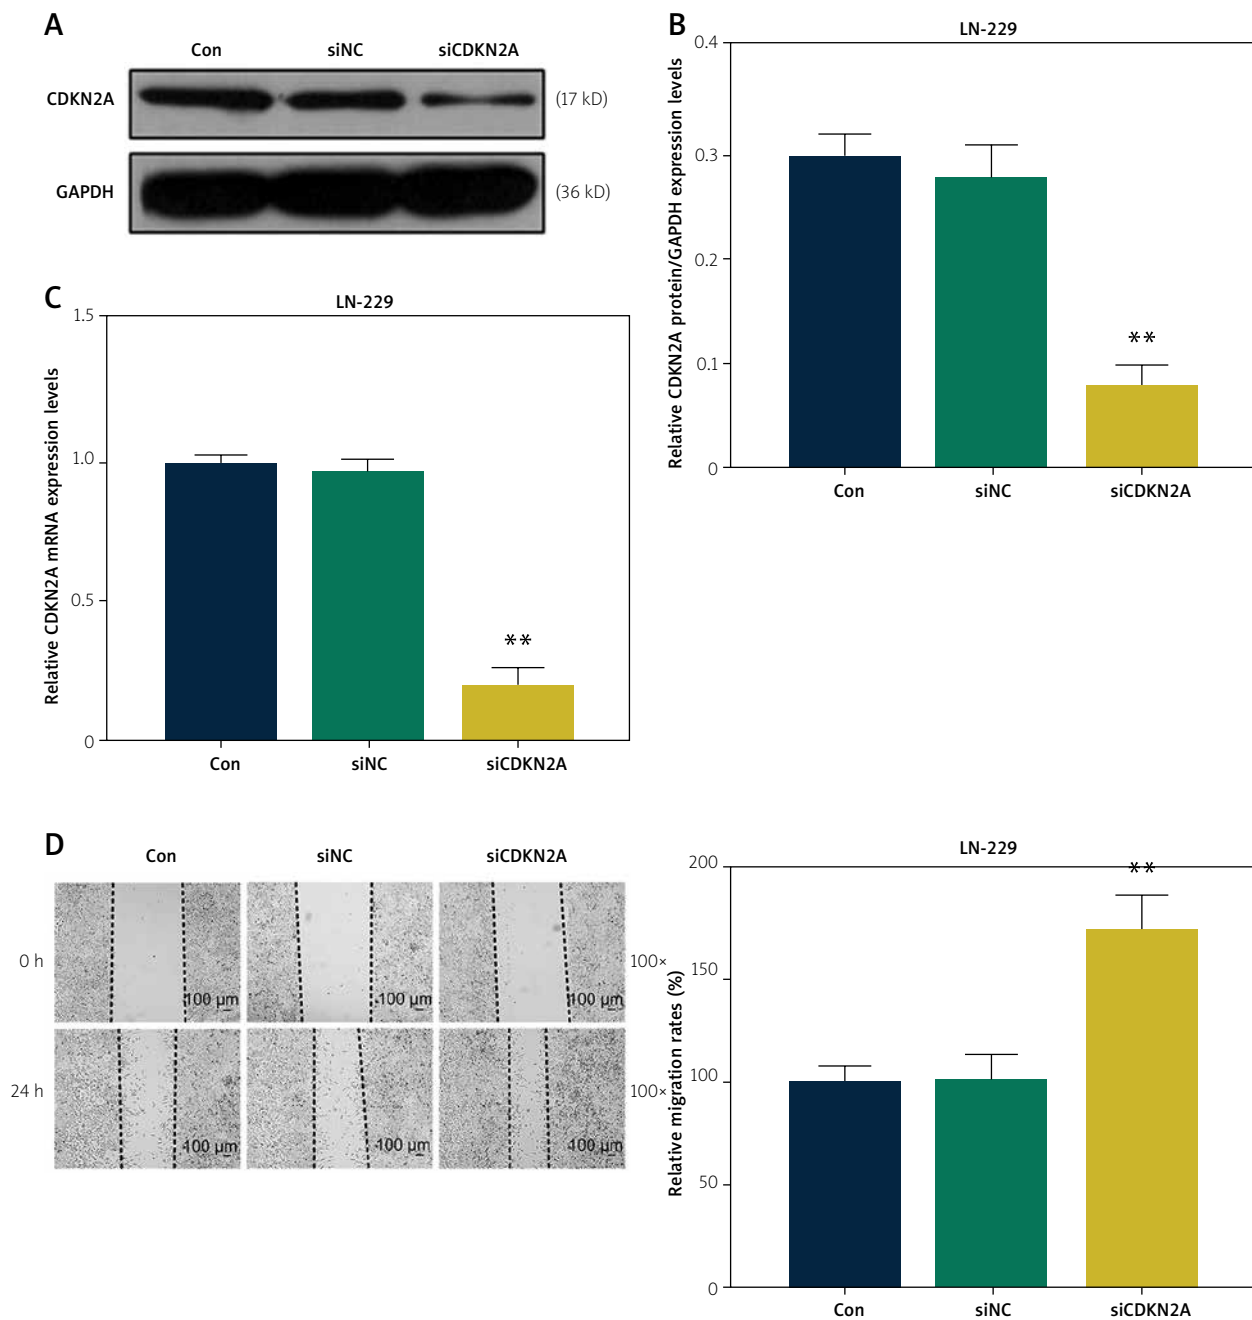 A
Con siNC siCDKN2A
CDKN2A (17 kD)
GAPDH (36 kD)
B
LN-229
Relative CDKN2A protein/GAPDH expression levels
0.4
0.3
0.2
0.1
0
**
Con siNC siCDKN2A
C
LN-229
Relative CDKN2A mRNA expression levels
1.5
1.0
0.5
0
**
Con siNC siCDKN2A
D
Con siNC siCDKN2A
0 h 100×
100 µm 100 µm 100 µm
24 h 100×
100 µm 100 µm 100 µm
LN-229
Relative migration rates (%)
200
150
100
50
0
**
Con siNC siCDKN2A